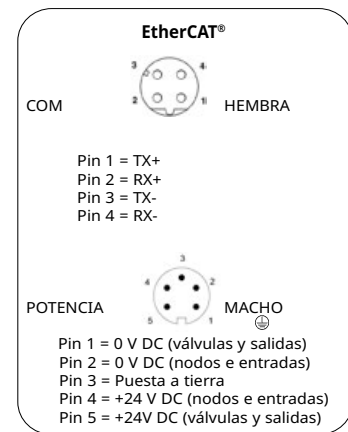 EtherCAT®
3 4
COM 2 1 HEMBRA
Pin 1 = TX+
Pin 2 = RX+
Pin 3 = TX-
Pin 4 = RX-
3
4 2
POTENCIA MACHO
5 1
Pin 1 = 0 V DC (válvulas y salidas)
Pin 2 = 0 V DC (nodos e entradas)
Pin 3 = Puesta a tierra
Pin 4 = +24 V DC (nodos e entradas)
Pin 5 = +24V DC (válvulas y salidas)